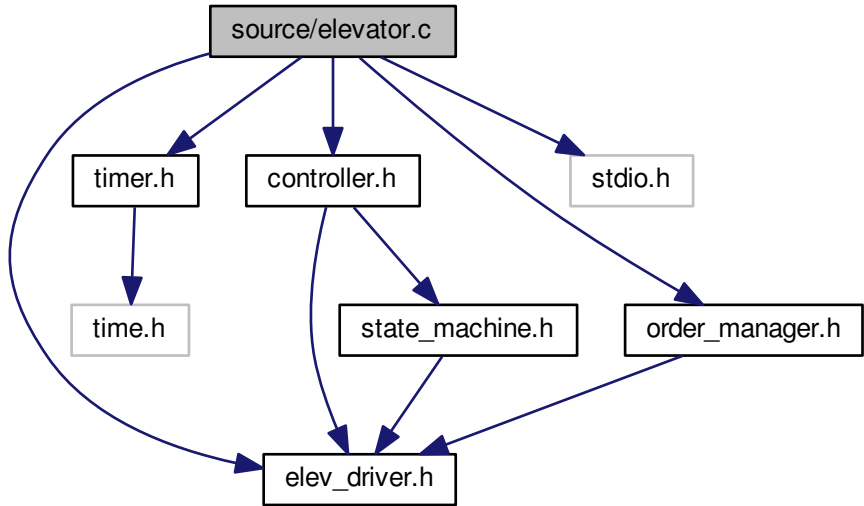 source/elevator.c
timer.h
controller.h
stdio.h
time.h
state_machine.h
order_manager.h
elev_driver.h